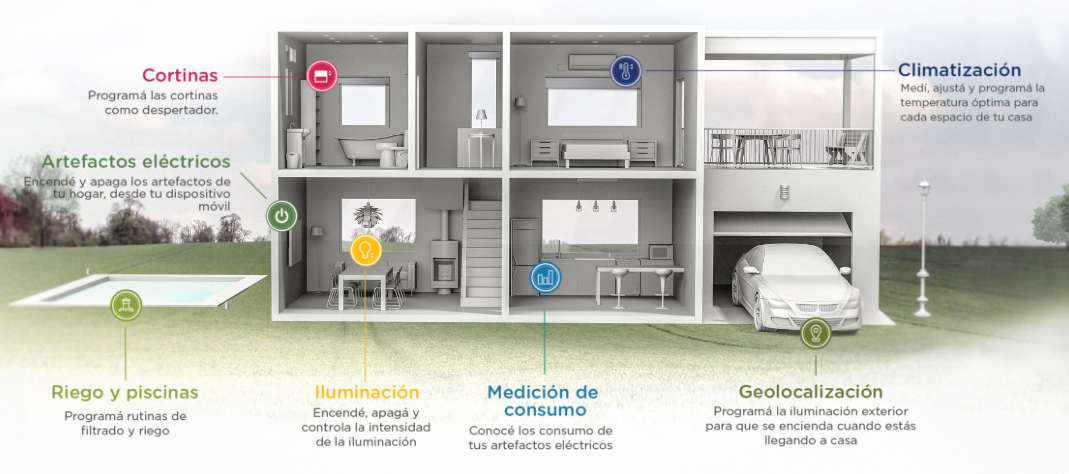 Cortinas
Programá las cortinas
como despertador.
Climatización
Medí, ajustá y programá la
temperatura óptima para
cada espacio de tu casa
Artefactos eléctricos
Encendé y apaga los artefactos de
tu hogar, desde tu dispositivo
móvil
Riego y piscinas
Programá rutinas de
filtrado y riego
Iluminación
Encendé, apagá y
controla la intensidad
de la iluminación
Medición de
consumo
Conocé los consumo de
tus artefactos eléctricos
Geolocalización
Programá la iluminación exterior
para que se encienda cuando estás
llegando a casa